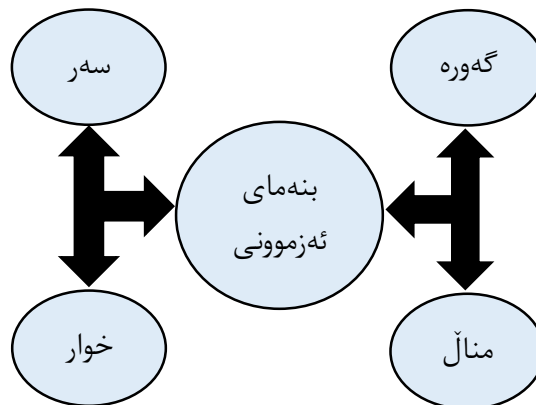 گەورە
سەر
بنەمای
ئەزموونی
مناڵ
خوار